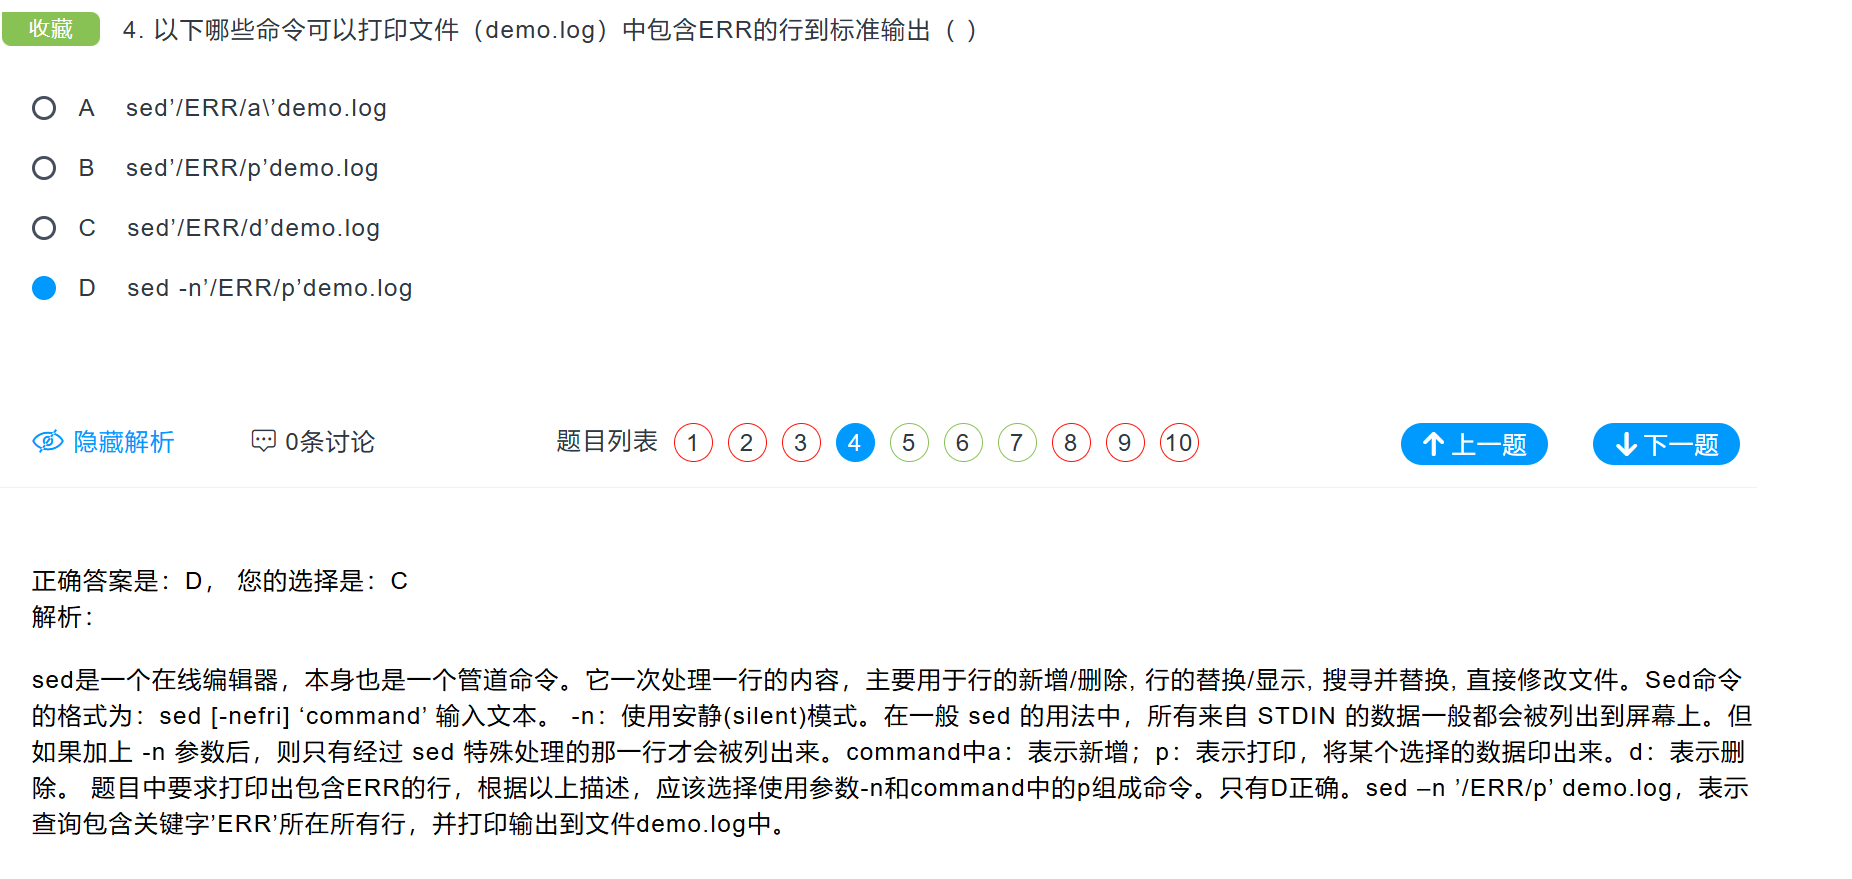 收藏 4. 以下哪些命令可以打印文件（demo.log）中包含ERR的行到标准输出（ ）
A sed’/ERR/a\’demo.log
B sed’/ERR/p’demo.log
C sed’/ERR/d’demo.log
D sed -n’/ERR/p’demo.log
隐藏解析 0条讨论 题目列表 1 2 3 4 5 6 7 8 9 10 上一题 下一题
正确答案是：D， 您的选择是：C
解析：
sed是一个在线编辑器，本身也是一个管道命令。它一次处理一行的内容，主要用于行的新增/删除, 行的替换/显示, 搜寻并替换, 直接修改文件。Sed命令
的格式为：sed [-nefri] ‘command’ 输入文本。 -n：使用安静(silent)模式。在一般 sed 的用法中，所有来自 STDIN 的数据一般都会被列出到屏幕上。但
如果加上 -n 参数后，则只有经过 sed 特殊处理的那一行才会被列出来。command中a：表示新增；p：表示打印，将某个选择的数据印出来。d：表示删
除。 题目中要求打印出包含ERR的行，根据以上描述，应该选择使用参数-n和command中的p组成命令。只有D正确。sed –n ’/ERR/p’ demo.log，表示
查询包含关键字’ERR’所在所有行，并打印输出到文件demo.log中。